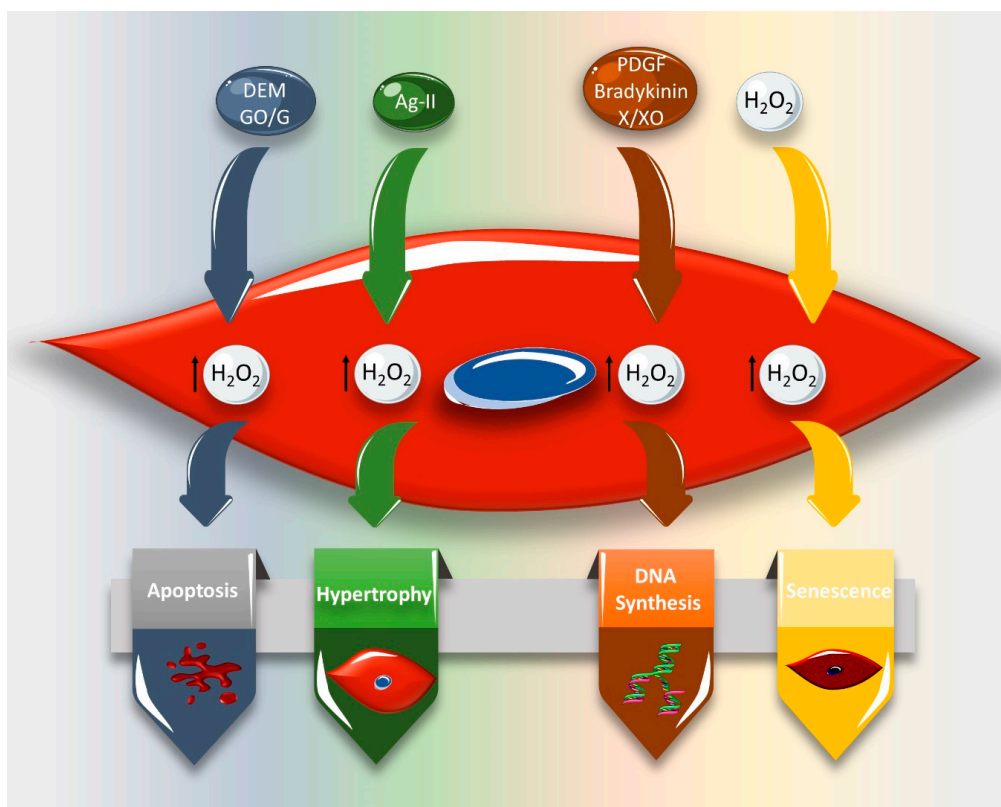 DEM
GO/G
Ag-II
PDGF
Bradykinin
X/XO
H₂O₂
H₂O₂
H₂O₂
H₂O₂
H₂O₂
Apoptosis
Hypertrophy
DNA
Synthesis
Senescence